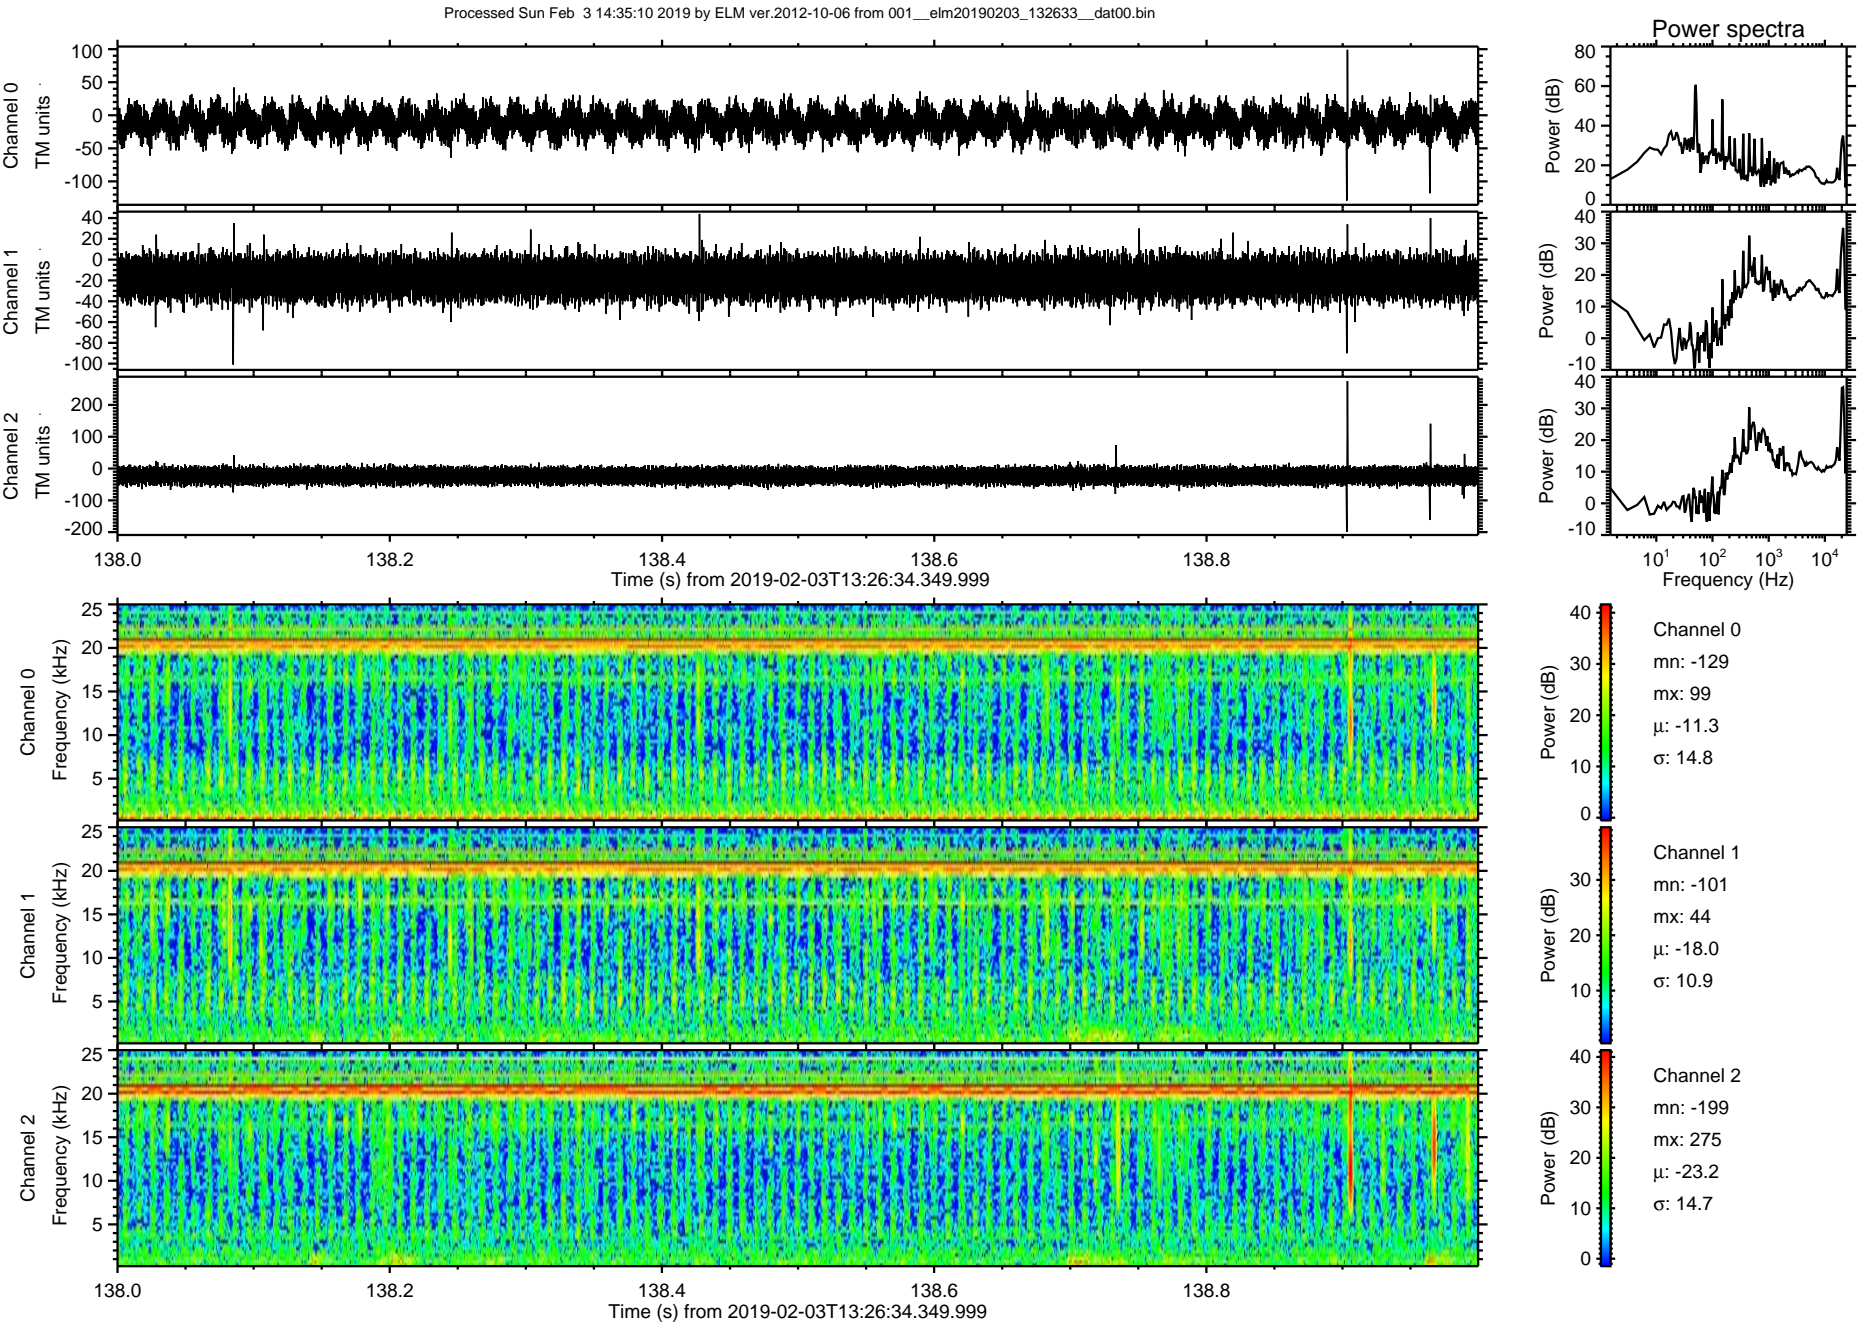 Processed Sun Feb  3 14:35:10 2019 by ELM ver.2012-10-06 from 001__elm20190203_132633__dat00.bin
Power spectra
Channel 0
TM units
100
50
0
-50
-100
Power (dB)
80
60
40
20
0
Channel 1
TM units
40
20
0
-20
-40
-60
-80
-100
Power (dB)
40
30
20
10
0
-10
Channel 2
TM units
200
100
0
-100
-200
Power (dB)
40
30
20
10
0
-10
138.0 138.2 138.4 138.6 138.8
Time (s) from 2019-02-03T13:26:34.349.999
10^1 10^2 10^3 10^4
Frequency (Hz)
Channel 0
Frequency (kHz)
25
20
15
10
5
Power (dB)
40
30
20
10
0
Channel 0
mn: -129
mx: 99
μ: -11.3
σ: 14.8
Channel 1
Frequency (kHz)
25
20
15
10
5
Power (dB)
30
20
10
Channel 1
mn: -101
mx: 44
μ: -18.0
σ: 10.9
Channel 2
Frequency (kHz)
25
20
15
10
5
Power (dB)
40
30
20
10
0
Channel 2
mn: -199
mx: 275
μ: -23.2
σ: 14.7
138.0 138.2 138.4 138.6 138.8
Time (s) from 2019-02-03T13:26:34.349.999